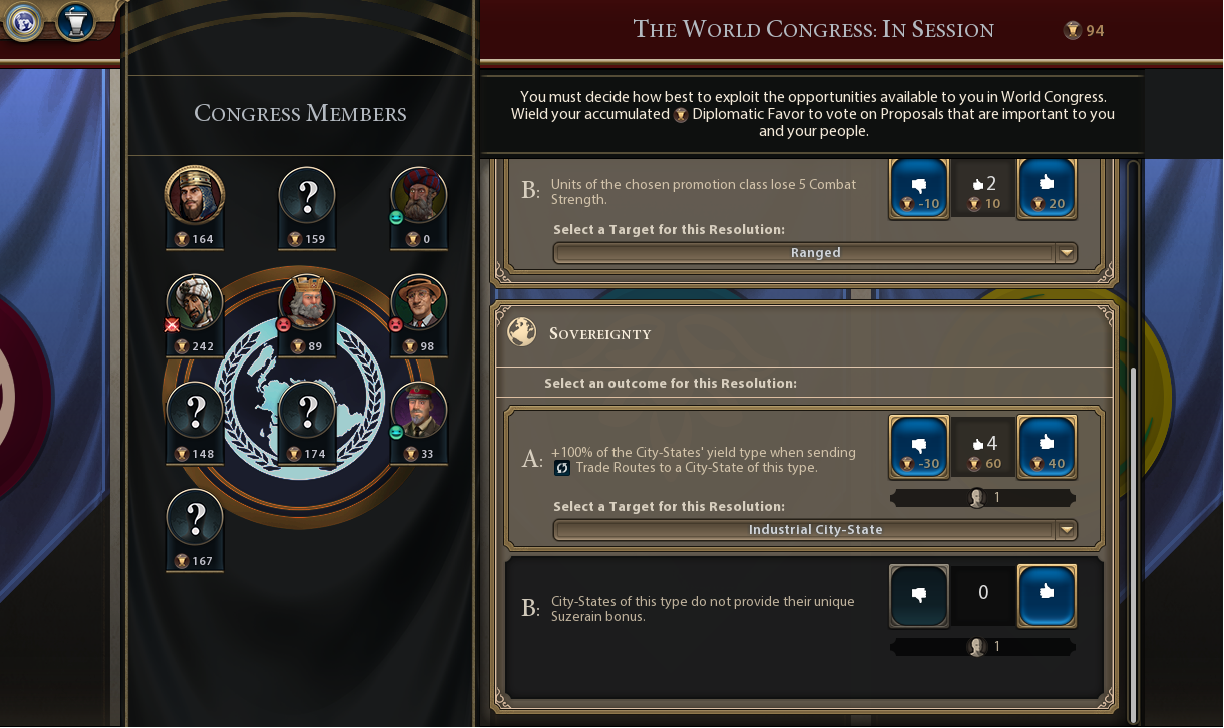 THE WORLD CONGRESS: IN SESSION
94
You must decide how best to exploit the opportunities available to you in World Congress.
Wield your accumulated Diplomatic Favor to vote on Proposals that are important to you
and your people.
CONGRESS MEMBERS
164
159
0
242
89
98
148
174
33
167
B:
Units of the chosen promotion class lose 5 Combat
Strength.
-10
2
10
20
Select a Target for this Resolution:
Ranged
SOVEREIGNTY
Select an outcome for this Resolution:
A:
+100% of the City-States' yield type when sending
Trade Routes to a City-State of this type.
-30
4
60
40
1
Select a Target for this Resolution:
Industrial City-State
B:
City-States of this type do not provide their unique
Suzerain bonus.
0
1